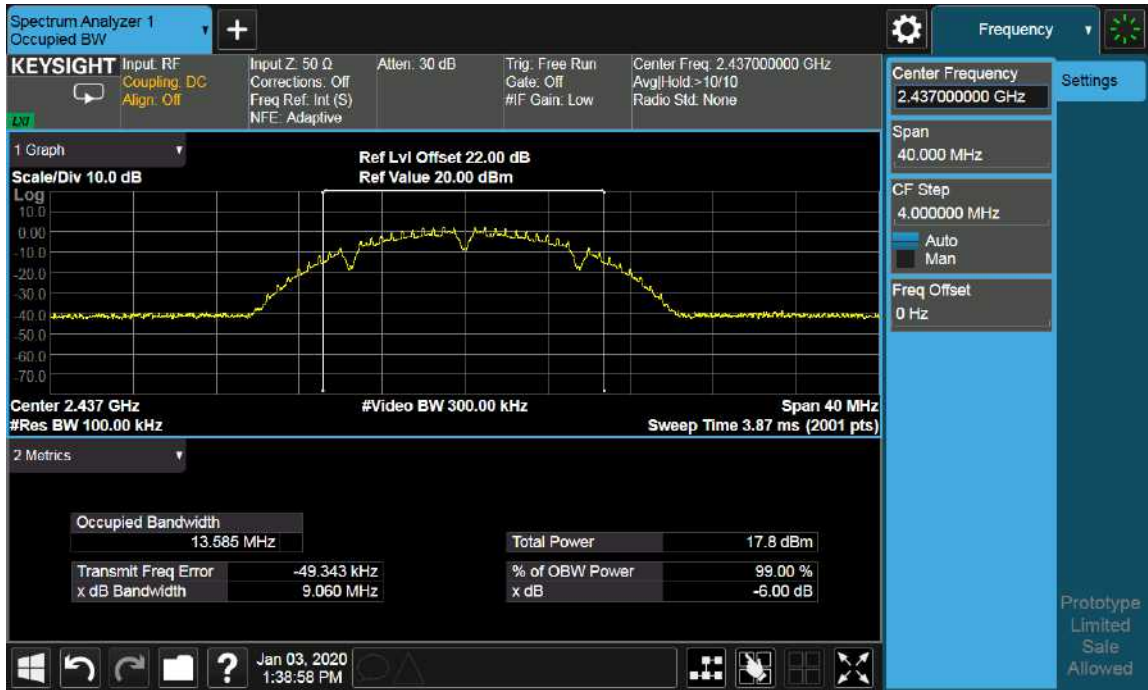 Spectrum Analyzer 1
Occupied BW
Frequency
KEYSIGHT
Input: RF
Coupling: DC
Align: Off
Input Z: 50 Ω
Corrections: Off
Freq Ref: Int (S)
NFE: Adaptive
Atten: 30 dB
Trig: Free Run
Gate: Off
#IF Gain: Low
Center Freq: 2.437000000 GHz
Avg|Hold:>10/10
Radio Std: None
LXI
Center Frequency
2.437000000 GHz
Settings
Span
40.000 MHz
CF Step
4.000000 MHz
Auto
Man
Freq Offset
0 Hz
1 Graph
Scale/Div 10.0 dB
Ref Lvl Offset 22.00 dB
Ref Value 20.00 dBm
Log
10.0
0.00
-10.0
-20.0
-30.0
-40.0
-50.0
-60.0
-70.0
Center 2.437 GHz
#Res BW 100.00 kHz
#Video BW 300.00 kHz
Span 40 MHz
Sweep Time 3.87 ms (2001 pts)
2 Metrics
Occupied Bandwidth
13.585 MHz
Total Power 17.8 dBm
Transmit Freq Error -49.343 kHz
% of OBW Power 99.00 %
x dB Bandwidth 9.060 MHz
x dB -6.00 dB
Prototype
Limited
Sale
Allowed
?
Jan 03, 2020
1:38:58 PM